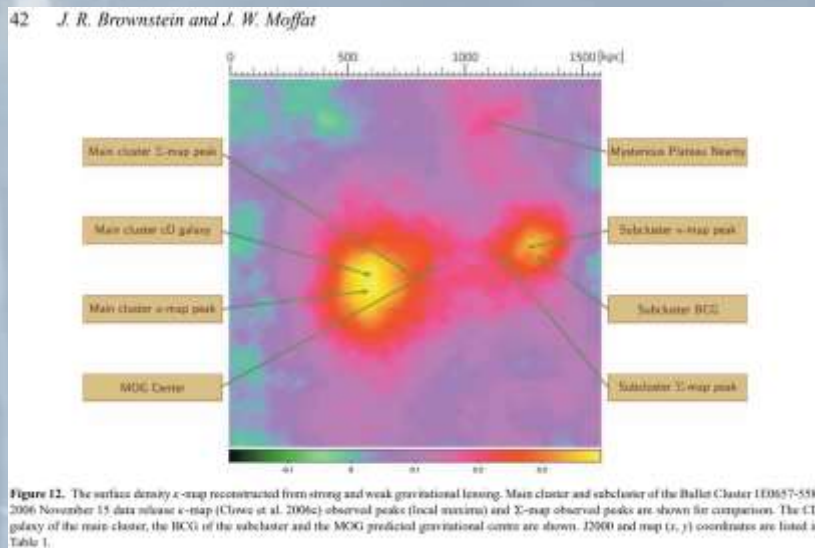 42 J. R. Brownstein and J. W. Moffat
0 500 1000 1500 [kpc]
Main cluster Σ-map peak
Main cluster cD galaxy
Main cluster κ-map peak
MOG Center
Mysterious Plateau Nearby
Subcluster κ-map peak
Subcluster BCG
Subcluster Σ-map peak
Figure 12. The surface density κ-map reconstructed from strong and weak gravitational lensing. Main cluster and subcluster of the Bullet Cluster 1E0657-558
2006 November 15 data release κ-map (Clowe et al. 2006c) observed peaks (local maxima) and Σ-map observed peaks are shown for comparison. The CD
galaxy of the main cluster, the BCG of the subcluster and the MOG predicted gravitational centre are shown. J2000 and map (x, y) coordinates are listed
Table 1.